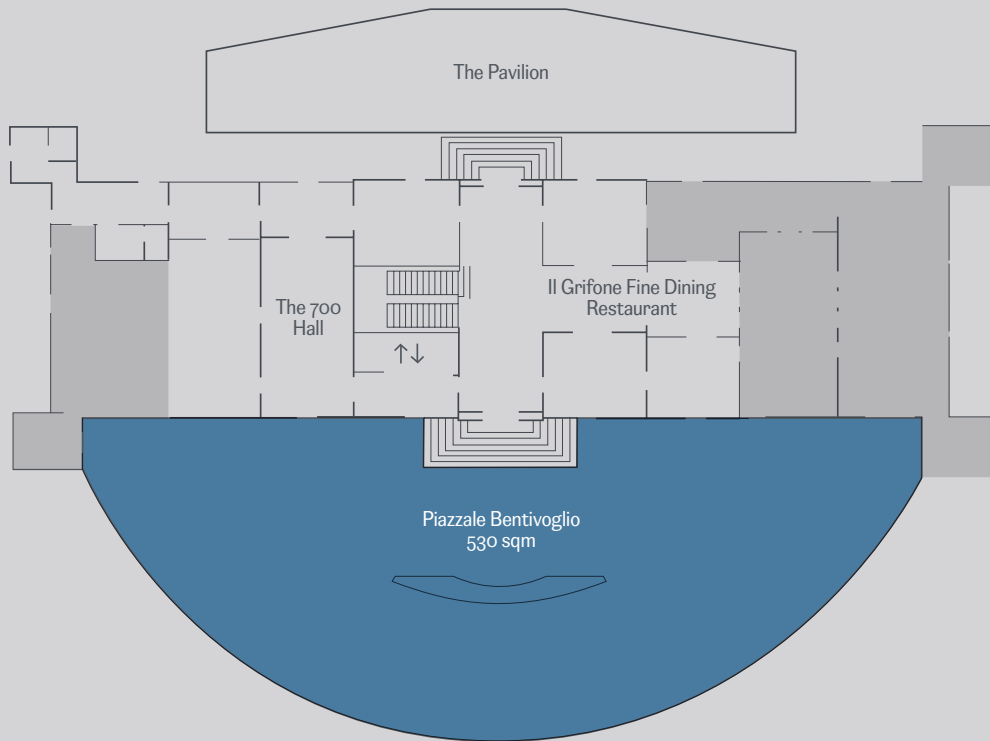 The Pavilion
The 700
Hall
Il Grifone Fine Dining
Restaurant
Piazzale Bentivoglio
530 sqm